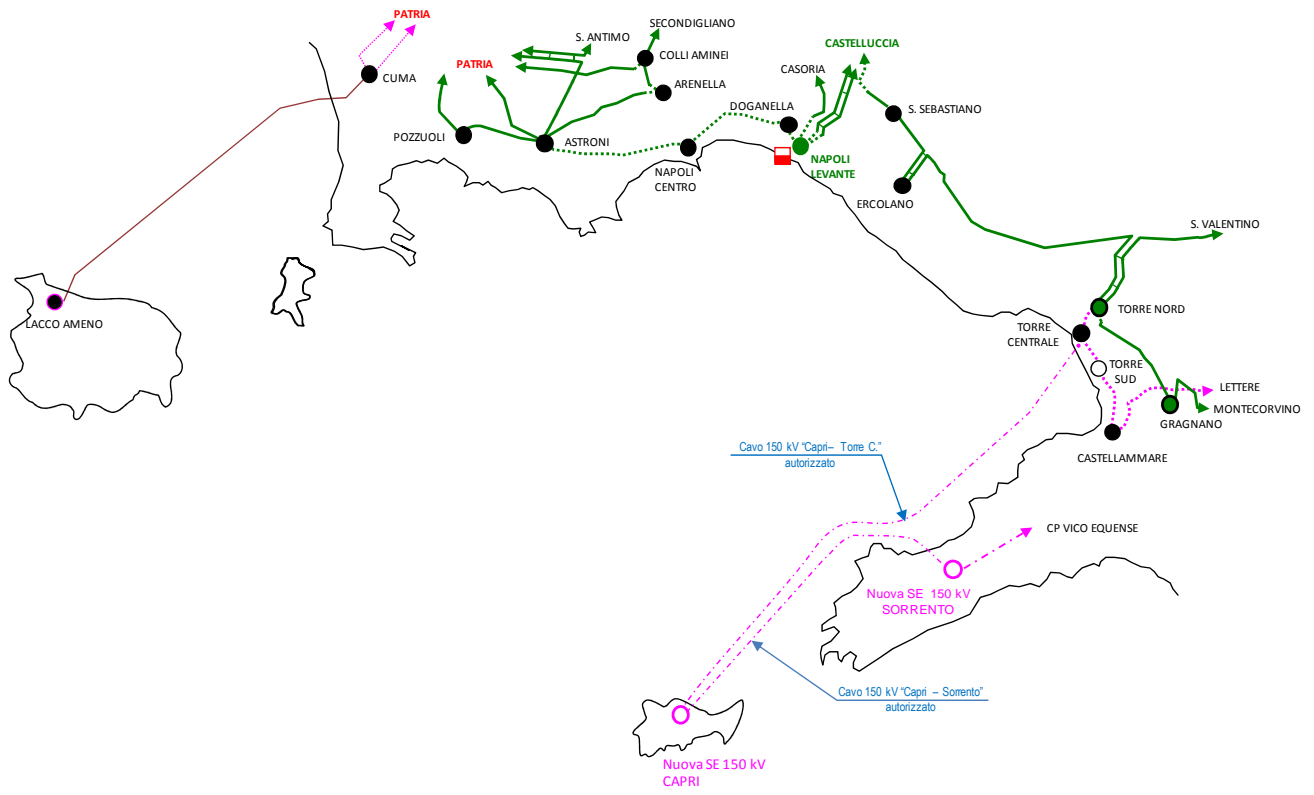 PATRIA
SECONDIGLIANO
S. ANTIMO
CASTELLUCCIA
COLLI AMINEI
PATRIA
CASORIA
CUMA
ARENELLA
DOGANELLA
S. SEBASTIANO
POZZUOLI
ASTRONI
NAPOLI
CENTRO
NAPOLI
LEVANTE
ERCOLANO
S. VALENTINO
LACCO AMENO
TORRE NORD
TORRE
CENTRALE
TORRE
SUD
LETTERE
MONTECORVINO
GRAGNANO
CASTELLAMMARE
Cavo 150 kV “Capri– Torre C.”
autorizzato
CP VICO EQUENSE
Nuova SE 150 kV
SORRENTO
Cavo 150 kV “Capri – Sorrento”
autorizzato
Nuova SE 150 kV
CAPRI